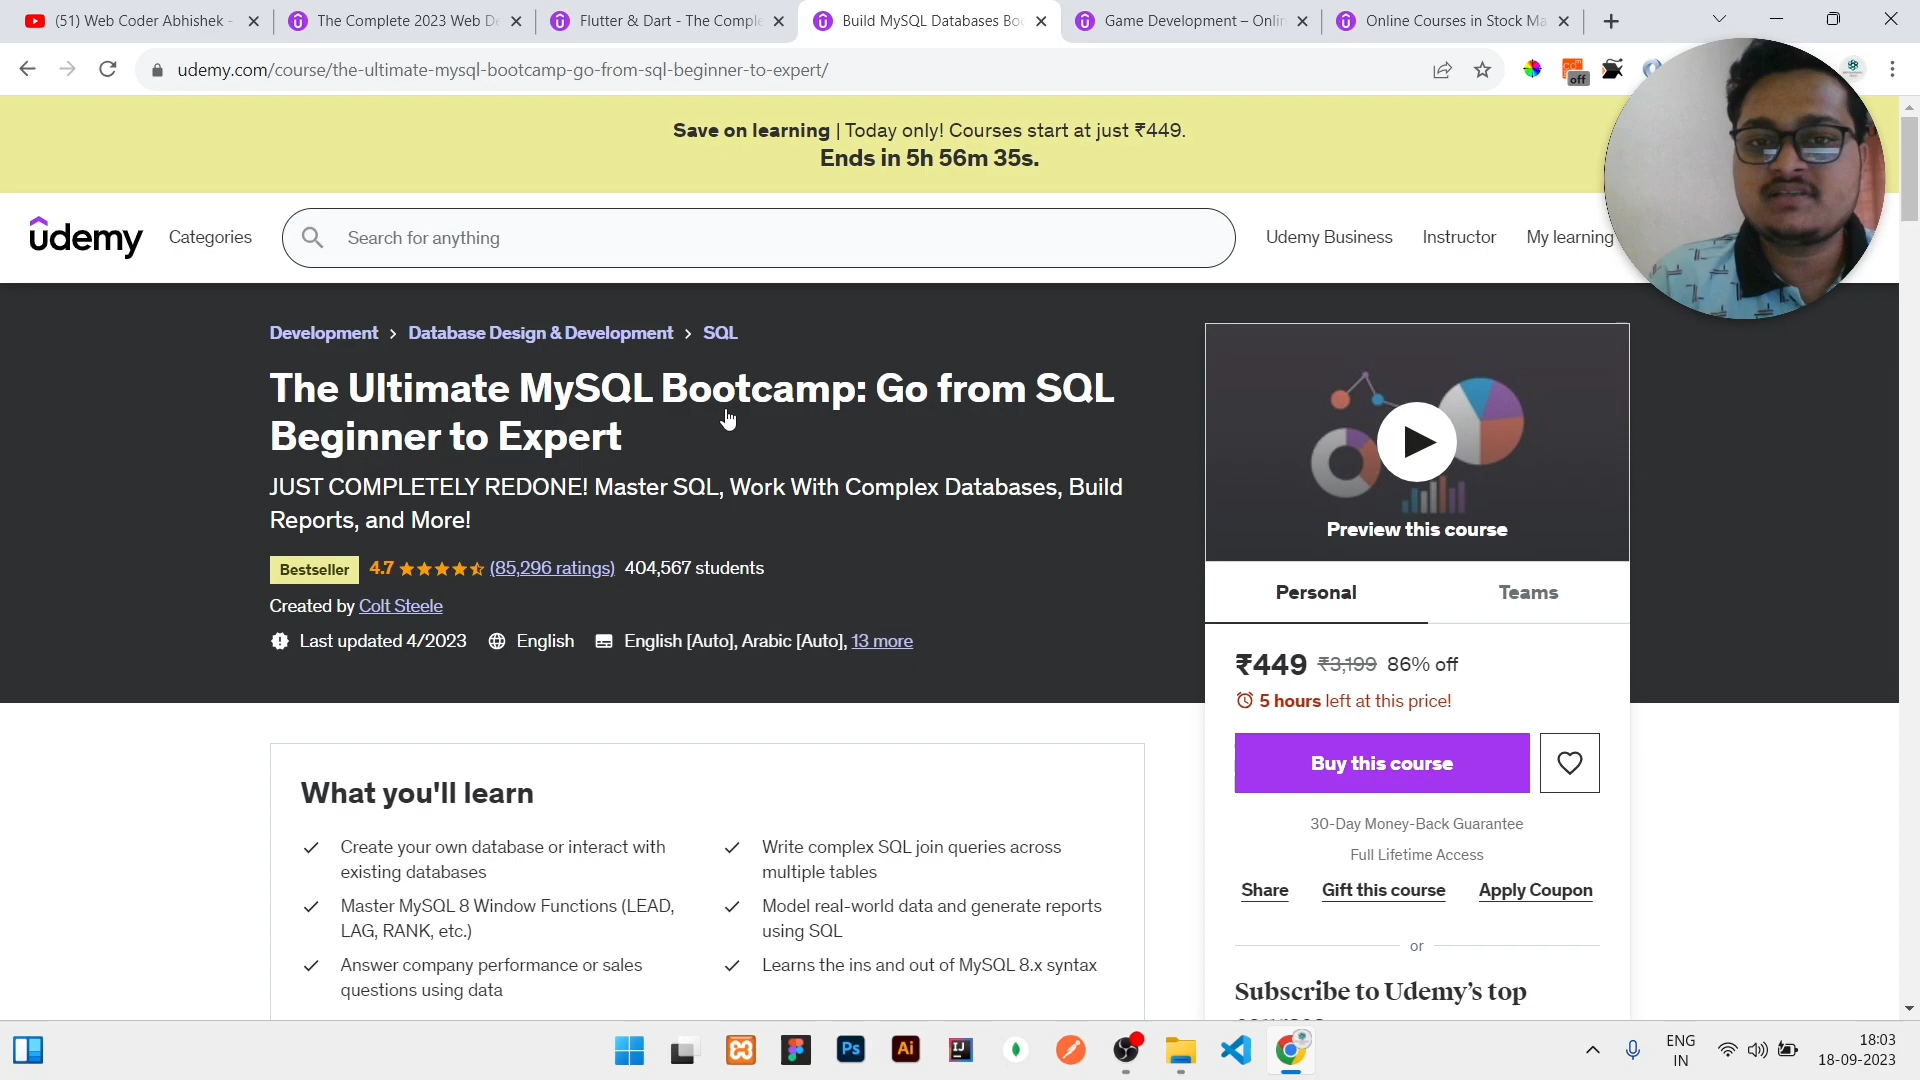 (51) Web Coder Abhishek -
The Complete 2023 Web De
Flutter & Dart - The Comple
Build MySQL Databases Boo
Game Development – Onlin
Online Courses in Stock Ma
udemy.com/course/the-ultimate-mysql-bootcamp-go-from-sql-beginner-to-expert/
off
Save on learning | Today only! Courses start at just ₹449.
Ends in 5h 56m 35s.
udemy
Categories
Search for anything
Udemy Business
Instructor
My learning
Development > Database Design & Development > SQL
The Ultimate MySQL Bootcamp: Go from SQL
Beginner to Expert
JUST COMPLETELY REDONE! Master SQL, Work With Complex Databases, Build
Reports, and More!
Bestseller 4.7 (85,296 ratings) 404,567 students
Created by Colt Steele
Last updated 4/2023 English English [Auto], Arabic [Auto], 13 more
Preview this course
Personal
Teams
₹449 ₹3,199 86% off
5 hours left at this price!
Buy this course
30-Day Money-Back Guarantee
Full Lifetime Access
Share
Gift this course
Apply Coupon
or
Subscribe to Udemy’s top
What you'll learn
Create your own database or interact with
existing databases
Master MySQL 8 Window Functions (LEAD,
LAG, RANK, etc.)
Answer company performance or sales
questions using data
Write complex SQL join queries across
multiple tables
Model real-world data and generate reports
using SQL
Learns the ins and out of MySQL 8.x syntax
Ps
Ai
IJ
ENG
IN
18:03
18-09-2023